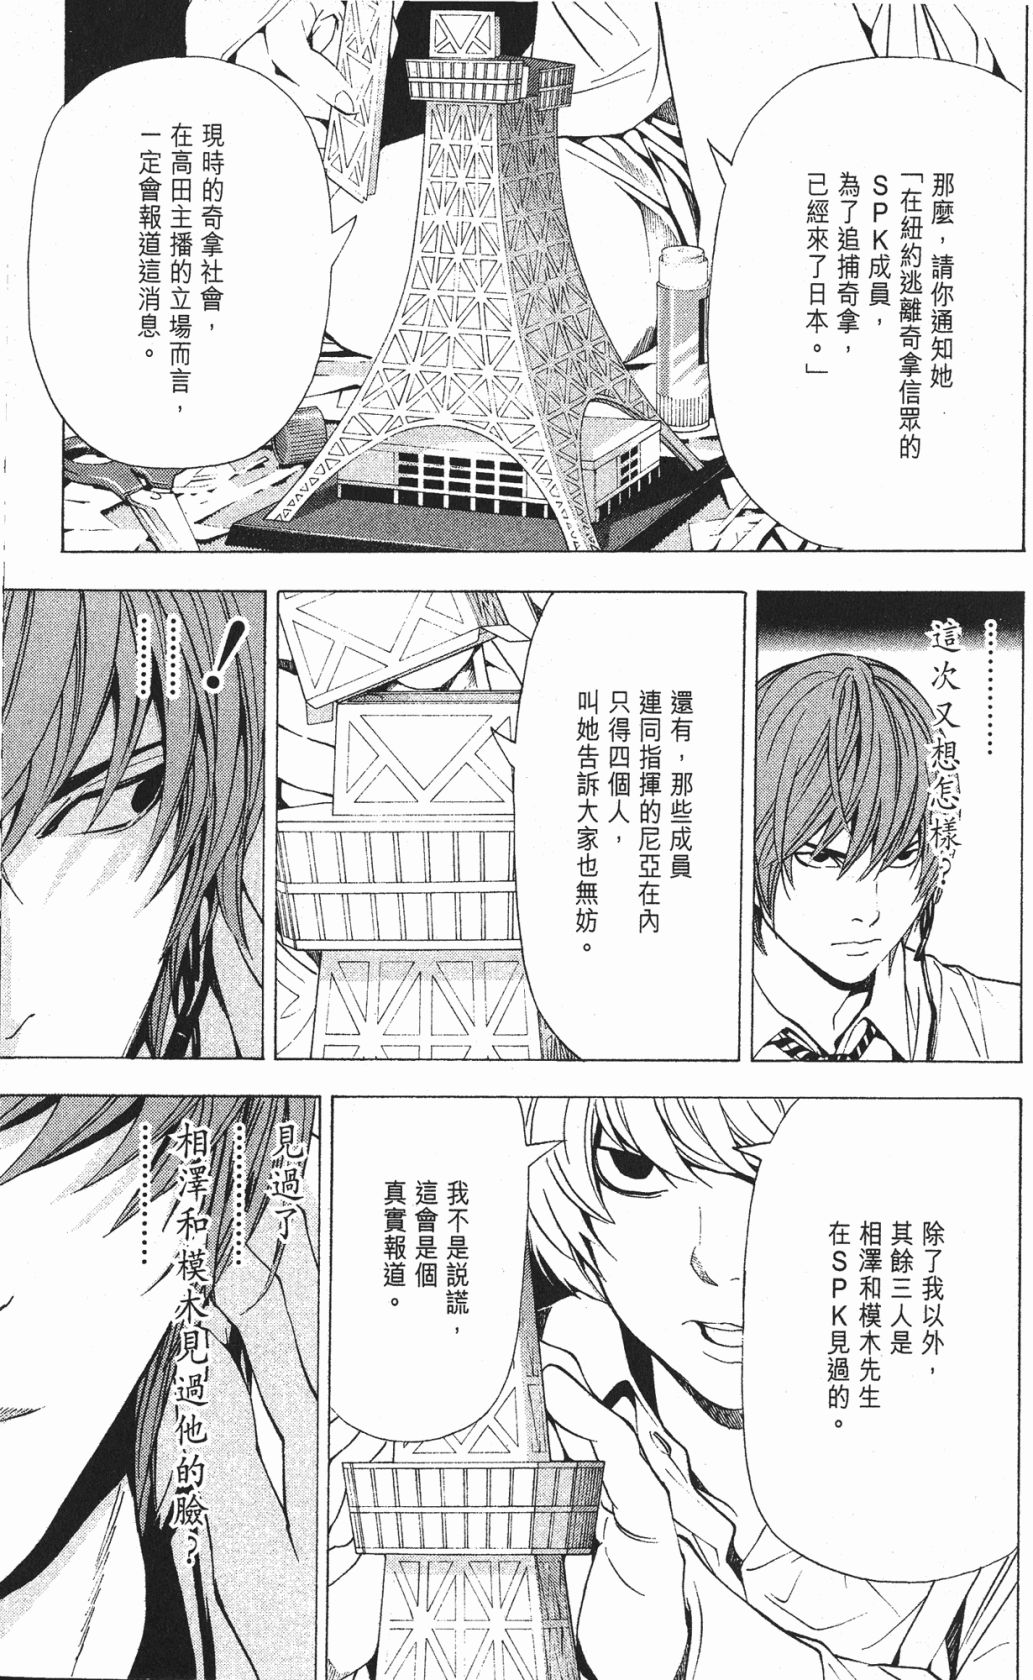 那麼，請你通知她
「在紐約逃離奇拿信眾的
SPK成員，
為了追捕奇拿，
已經來了日本。」
現時的奇拿社會，
在高田主播的立場而言，
一定會報道這消息。
………
這次又想怎樣？
還有，那些成員
連同指揮的尼亞在內
只得四個人，
叫她告訴大家也無妨。
！
……
……
除了我以外，
其餘三人是
相澤和模木先生
在SPK見過的。
我不是説謊，
這會是個
真實報道。
見過了
……
相澤和模木見過他的臉？
……